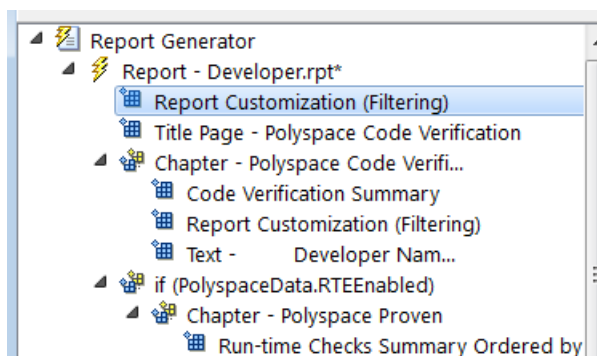 Report Generator
Report - Developer.rpt*
Report Customization (Filtering)
Title Page - Polyspace Code Verification
Chapter - Polyspace Code Verifi...
Code Verification Summary
Report Customization (Filtering)
Text - Developer Nam...
if (PolyspaceData.RTEEnabled)
Chapter - Polyspace Proven
Run-time Checks Summary Ordered by